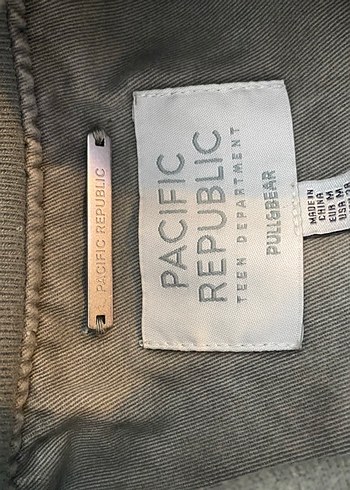 PACIFIC REPUBLIC
PACIFIC
REPUBLIC
TEEN DEPARTMENT
PULL&BEAR
MADE IN
CHINA
EUR M
USA M